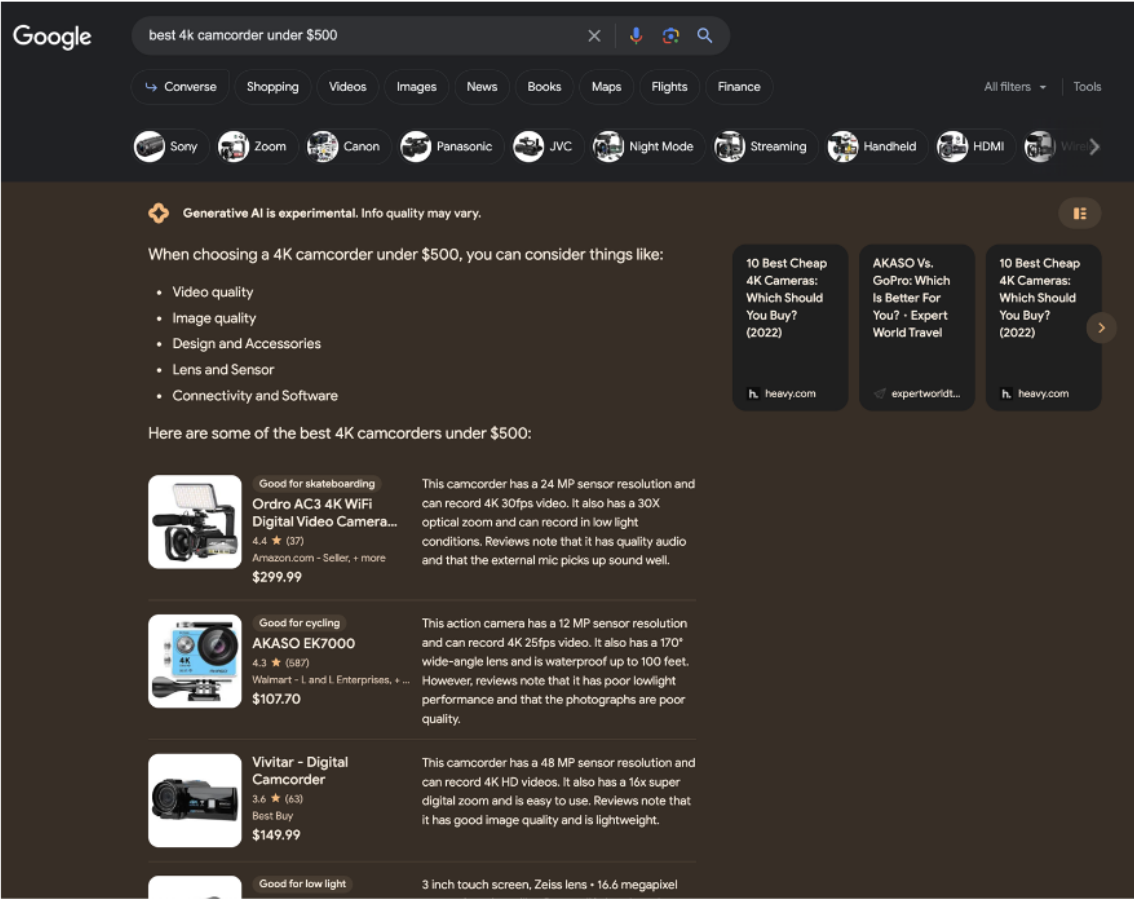 Google
best 4k camcorder under $500
Converse Shopping Videos Images News Books Maps Flights Finance All filters Tools
Sony Zoom Canon Panasonic JVC Night Mode Streaming Handheld HDMI
Generative AI is experimental. Info quality may vary.
When choosing a 4K camcorder under $500, you can consider things like:
• Video quality
• Image quality
• Design and Accessories
• Lens and Sensor
• Connectivity and Software
10 Best Cheap
4K Cameras:
Which Should
You Buy?
(2022)
h. heavy.com
AKASO Vs.
GoPro: Which
Is Better For
You? • Expert
World Travel
expertworldt...
10 Best Cheap
4K Cameras:
Which Should
You Buy?
(2022)
h. heavy.com
Here are some of the best 4K camcorders under $500:
Good for skateboarding
Ordro AC3 4K WiFi
Digital Video Camera...
4.4 ★ (37)
Amazon.com - Seller, + more
$299.99
This camcorder has a 24 MP sensor resolution and
can record 4K 30fps video. It also has a 30X
optical zoom and can record in low light
conditions. Reviews note that it has quality audio
and that the external mic picks up sound well.
4K
Good for cycling
AKASO EK7000
4.3 ★ (587)
Walmart - L and L Enterprises, + ...
$107.70
This action camera has a 12 MP sensor resolution
and can record 4K 25fps video. It also has a 170°
wide-angle lens and is waterproof up to 100 feet.
However, reviews note that it has poor lowlight
performance and that the photographs are poor
quality.
Vivitar - Digital
Camcorder
3.6 ★ (63)
Best Buy
$149.99
This camcorder has a 48 MP sensor resolution and
can record 4K HD videos. It also has a 16x super
digital zoom and is easy to use. Reviews note that
it has good image quality and is lightweight.
Good for low light
3 inch touch screen, Zeiss lens • 16.6 megapixel